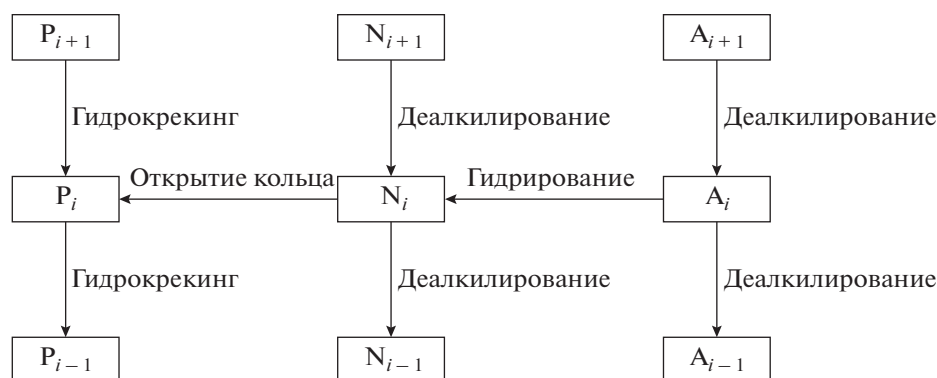 P_{i + 1} N_{i + 1} A_{i + 1}
Гидрокрекинг Деалкилирование Деалкилирование
Открытие кольца Гидрирование
P_i N_i A_i
Гидрокрекинг Деалкилирование Деалкилирование
P_{i – 1} N_{i – 1} A_{i – 1}